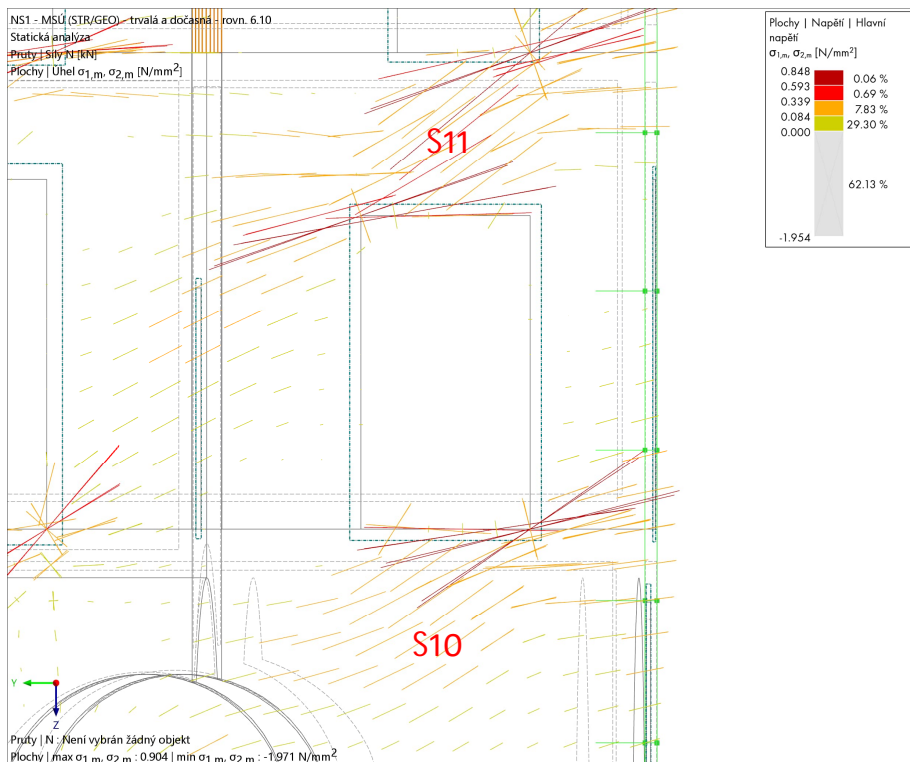 NS1 - MSÚ (STR/GEO) - trvalá a dočasná - rovn. 6.10
Statická analýza
Pruty | Síly N [kN]
Plochy | Úhel σ1,m, σ2,m [N/mm²]
S11
S10
Y
Z
Pruty | N : Není vybrán žádný objekt
Plochy | max σ1,m, σ2,m : 0.904 | min σ1,m, σ2,m : -1.971 N/mm²
Plochy | Napětí | Hlavní
napětí
σ1,m, σ2,m [N/mm²]
0.848
0.06 %
0.593
0.69 %
0.339
7.83 %
0.084
29.30 %
0.000
62.13 %
-1.954